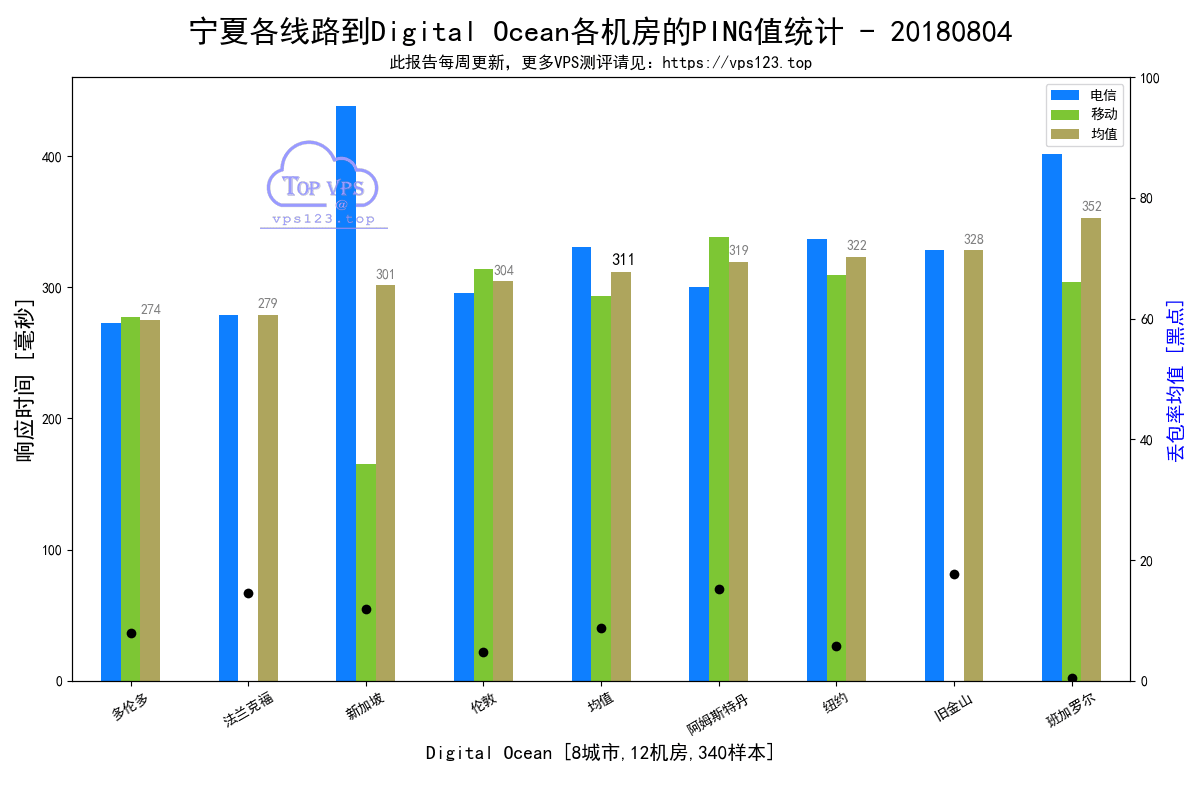 宁夏各线路到Digital Ocean各机房的PING值统计 - 20180804
此报告每周更新，更多VPS测评请见：https://vps123.top
电信
移动
均值
TOP VPS
@
vps123.top
响应时间 [毫秒]
丢包率均值 [黑点]
400
300
200
100
0
100
80
60
40
20
0
274
279
301
304
311
319
322
328
352
多伦多
法兰克福
新加坡
伦敦
均值
阿姆斯特丹
纽约
旧金山
班加罗尔
Digital Ocean [8城市,12机房,340样本]